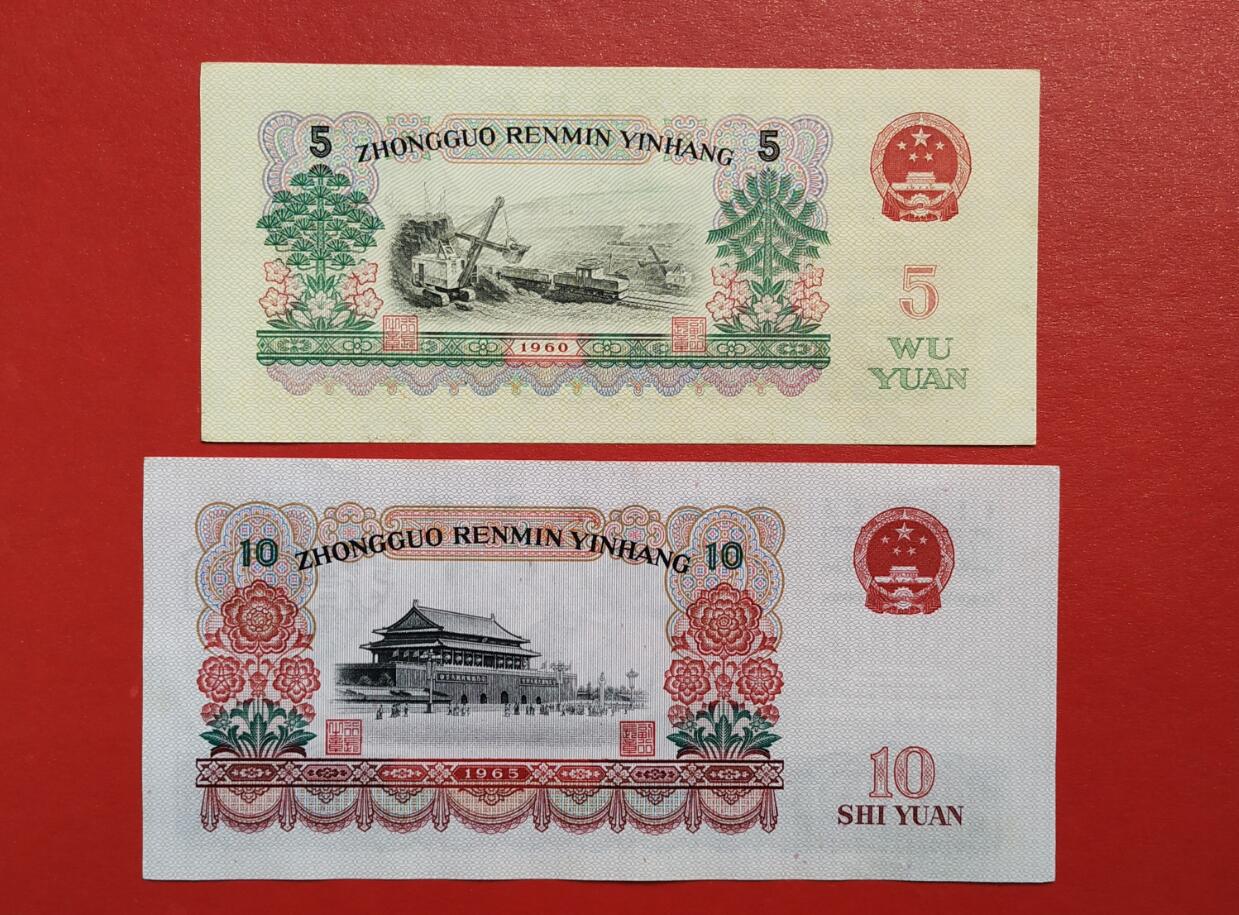 5 ZHONGGUO RENMIN YINHANG 5
1960
5
WU
YUAN
10 ZHONGGUO RENMIN YINHANG 10
1965
10
SHI YUAN